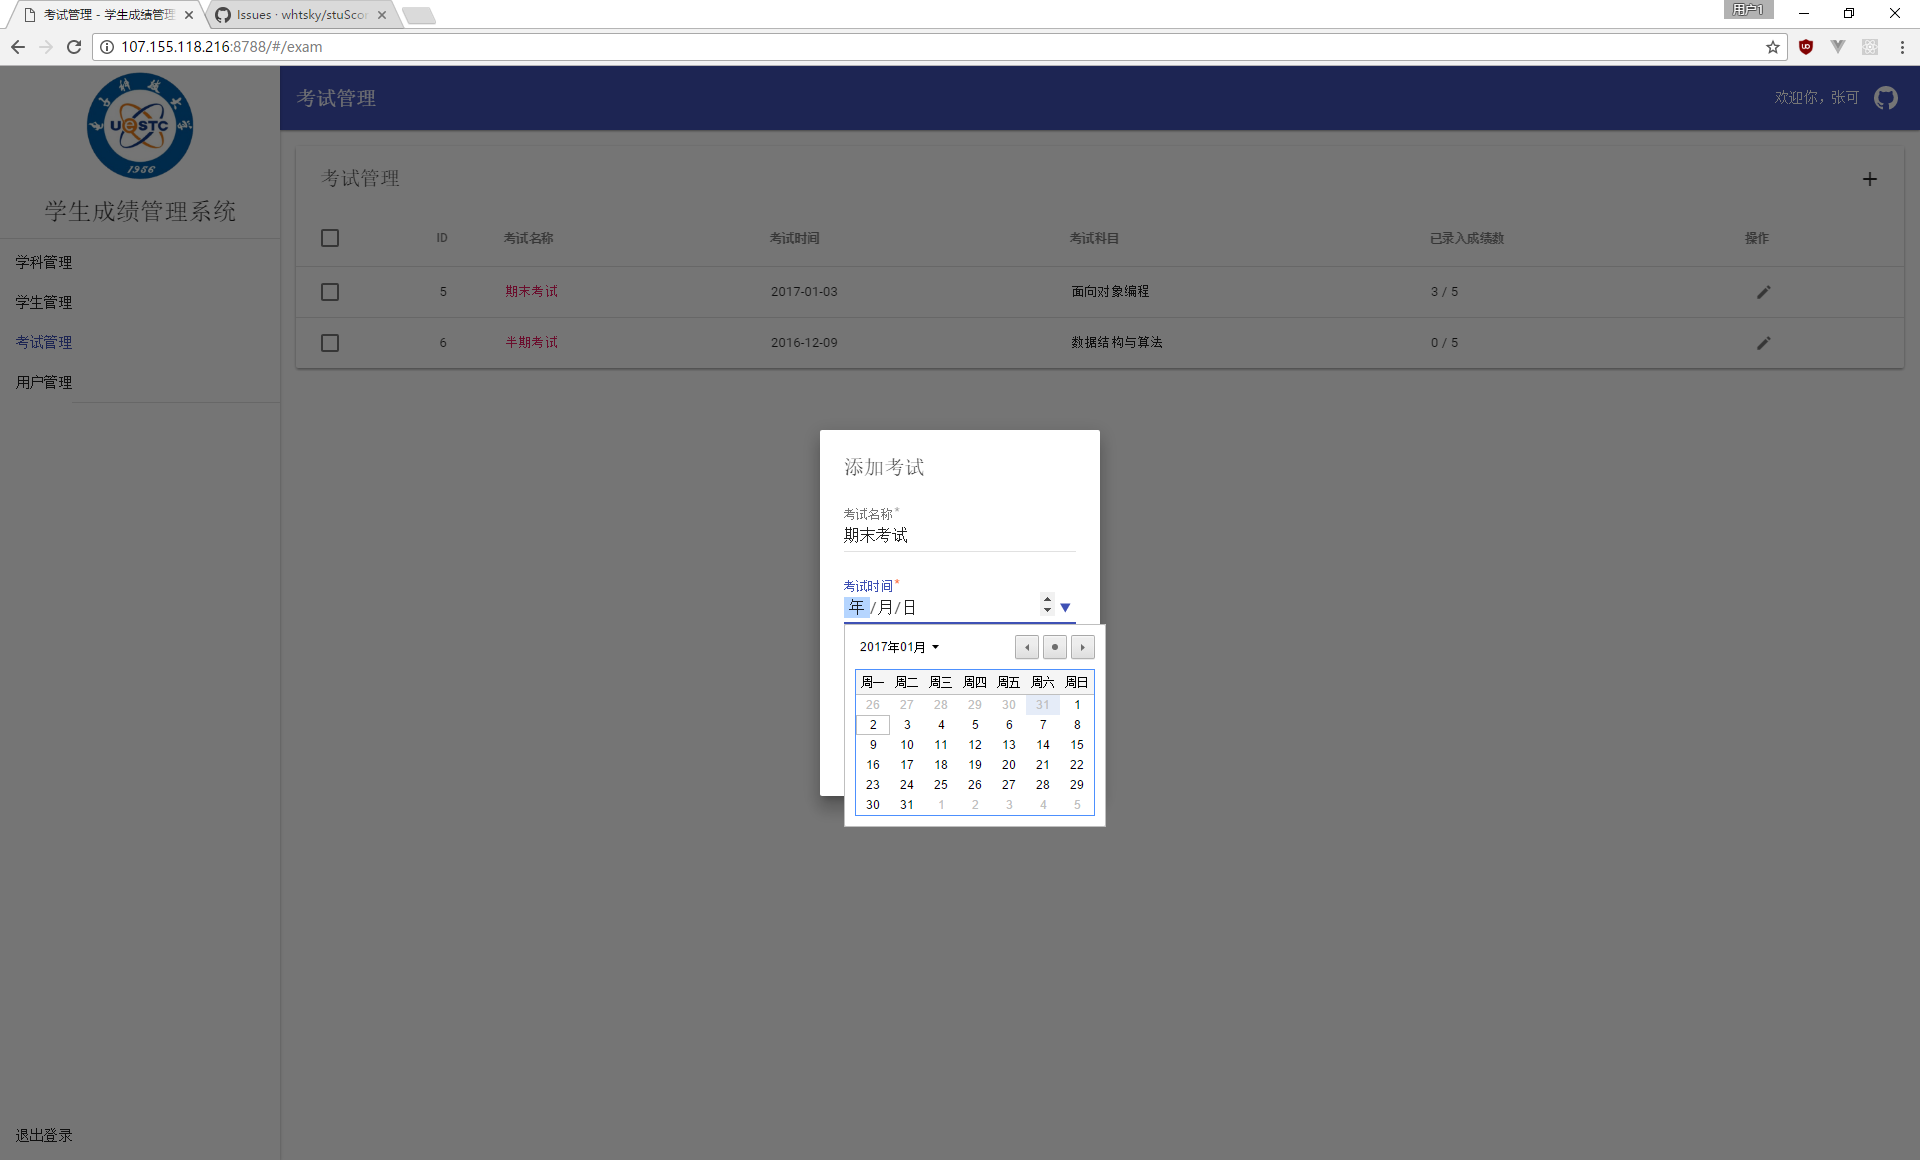 考试管理 - 学生成绩管理
Issues · whtsky/stuScor
用户1
107.155.118.216:8788/#/exam
UESTC
1956
学生成绩管理系统
学科管理
学生管理
考试管理
用户管理
退出登录
考试管理
欢迎你，张可
考试管理
ID 考试名称 考试时间 考试科目 已录入成绩数 操作
5 期末考试 2017-01-03 面向对象编程 3 / 5
6 半期考试 2016-12-09 数据结构与算法 0 / 5
添加考试
考试名称*
期末考试
考试时间*
年/月/日
2017年01月
周一 周二 周三 周四 周五 周六 周日
26 27 28 29 30 31 1
2 3 4 5 6 7 8
9 10 11 12 13 14 15
16 17 18 19 20 21 22
23 24 25 26 27 28 29
30 31 1 2 3 4 5